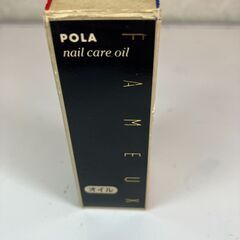 POLA
nail care oil
FAMEUX
オイル